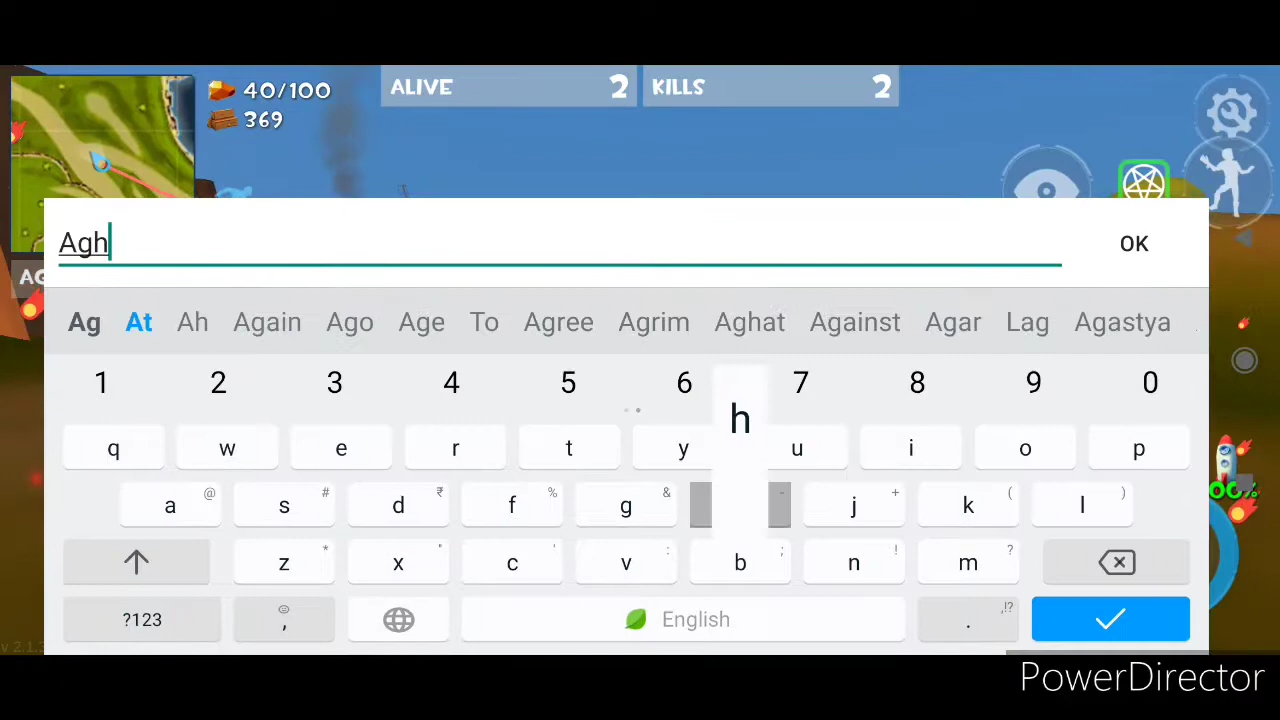 40/100
369
ALIVE 2
KILLS 2
Agh
OK
AG
Ag At Ah Again Ago Age To Agree Agrim Aghat Against Agar Lag Agastya
1 2 3 4 5 6 7 8 9 0
h
q w e r t y u i o p
@ # ₹ % & - + ( )
a s d f g j k l
* " ' : ; ! ?
z x c v b n m
?123 , English . ,!?
PowerDirector